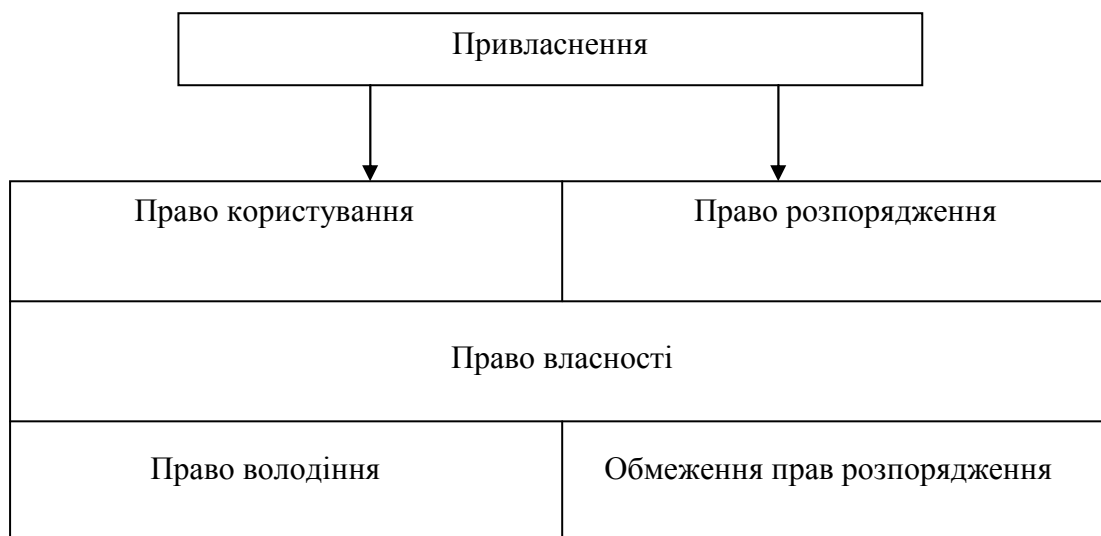 Привласнення
Право користування
Право розпорядження
Право власності
Право володіння
Обмеження прав розпорядження